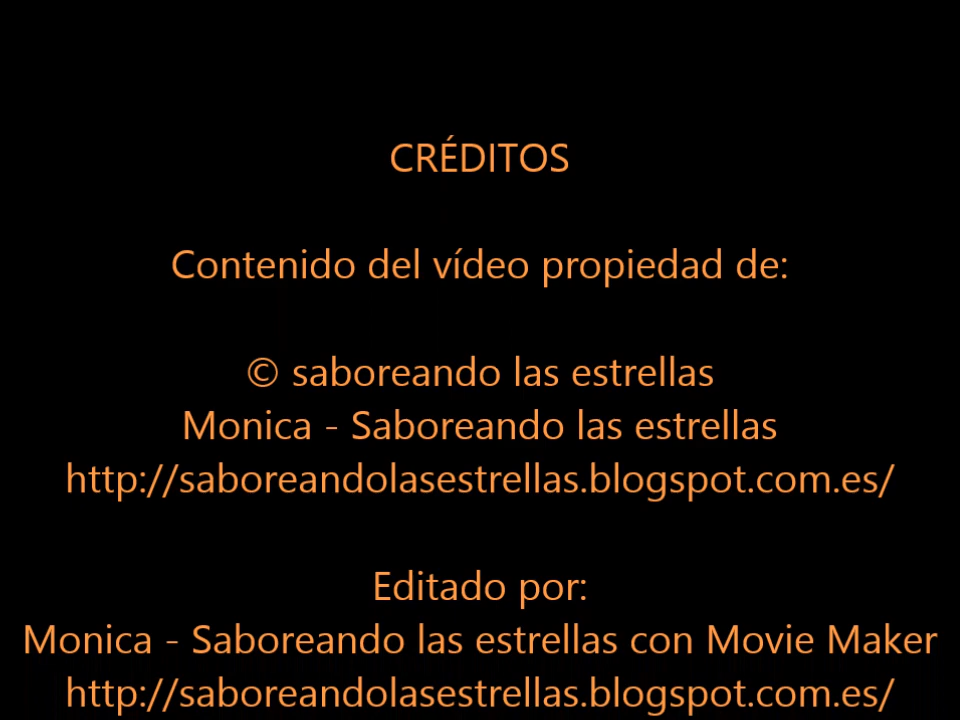 CRÉDITOS
Contenido del vídeo propiedad de:
© saboreando las estrellas
Monica - Saboreando las estrellas
http://saboreandolasestrellas.blogspot.com.es/
Editado por:
Monica - Saboreando las estrellas con Movie Maker
http://saboreandolasestrellas.blogspot.com.es/